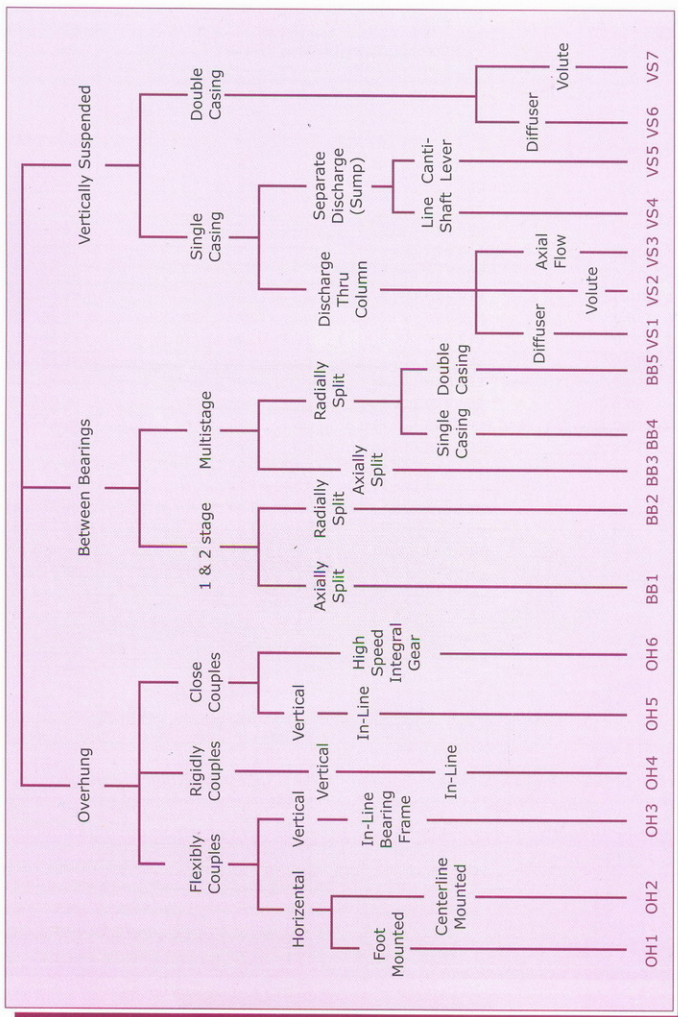 Overhung
Between Bearings
Vertically Suspended
Flexibly
Couples
Rigidly
Couples
Close
Couples
1 & 2 stage
Multistage
Single
Casing
Double
Casing
Horizental
Vertical
Vertical
Vertical
High
Speed
Integral
Gear
Axially
Split
Radially
Split
Axially
Split
Radially
Split
Discharge
Thru
Column
Separate
Discharge
(Sump)
Foot
Mounted
Centerline
Mounted
In-Line
Bearing
Frame
In-Line
In-Line
Single
Casing
Double
Casing
Diffuser
Volute
Axial
Flow
Line
Shaft
Canti-
Lever
Diffuser
Volute
OH1 OH2 OH3 OH4 OH5 OH6 BB1 BB2 BB3 BB4 BB5 VS1 VS2 VS3 VS4 VS5 VS6 VS7